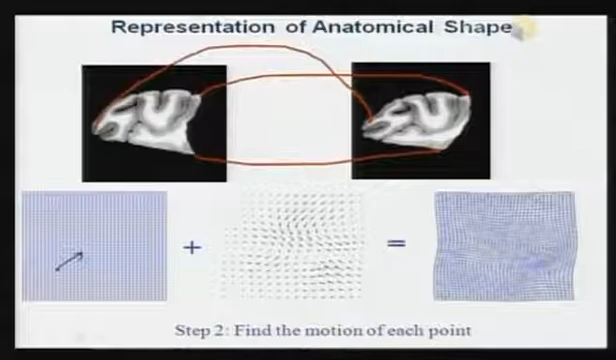 Representation of Anatomical Shape
+
=
Step 2: Find the motion of each point